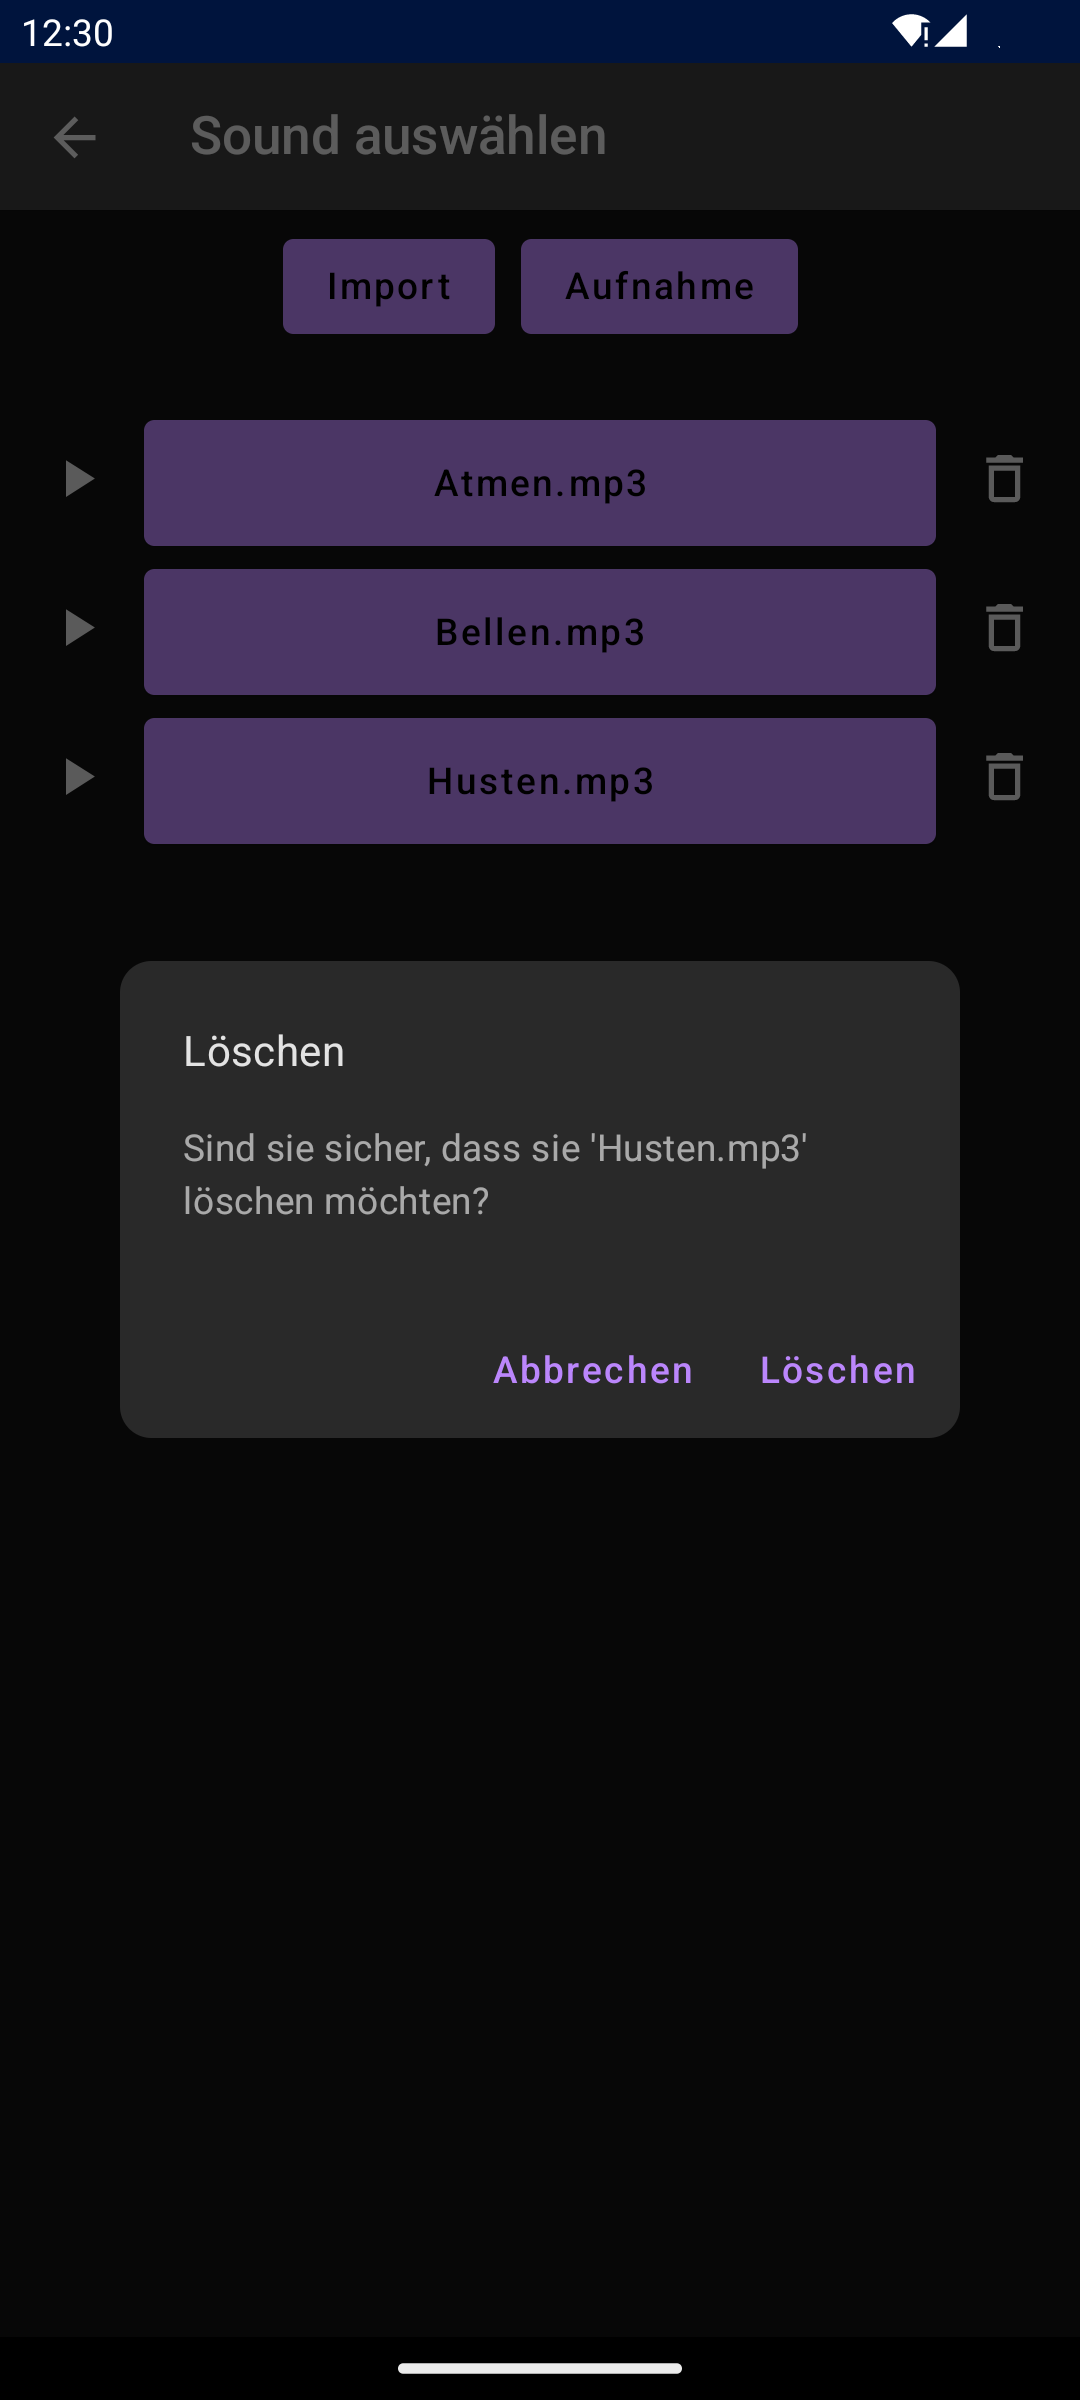 12:30
Sound auswählen
Import
Aufnahme
Atmen.mp3
Bellen.mp3
Husten.mp3
Löschen
Sind sie sicher, dass sie 'Husten.mp3'
löschen möchten?
Abbrechen
Löschen